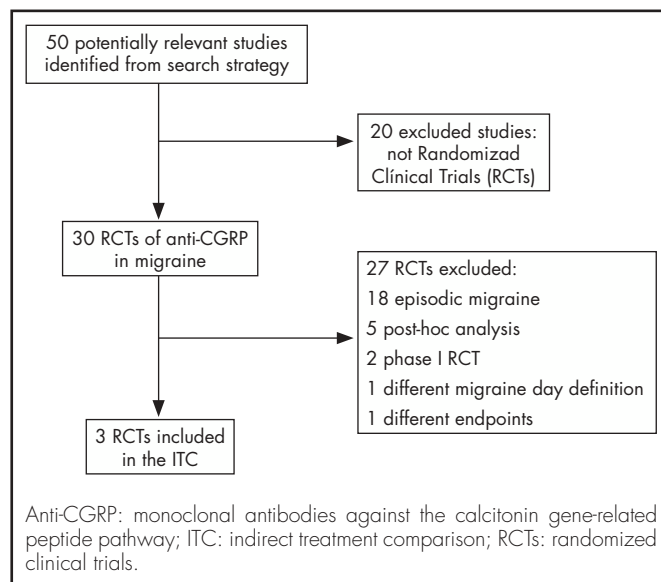 50 potentially relevant studies
identified from search strategy
20 excluded studies:
not Randomizad
Clínical Trials (RCTs)
30 RCTs of anti-CGRP
in migraine
27 RCTs excluded:
18 episodic migraine
5 post-hoc analysis
2 phase I RCT
1 different migraine day definition
1 different endpoints
3 RCTs included
in the ITC
Anti-CGRP: monoclonal antibodies against the calcitonin gene-related
peptide pathway; ITC: indirect treatment comparison; RCTs: randomized
clinical trials.